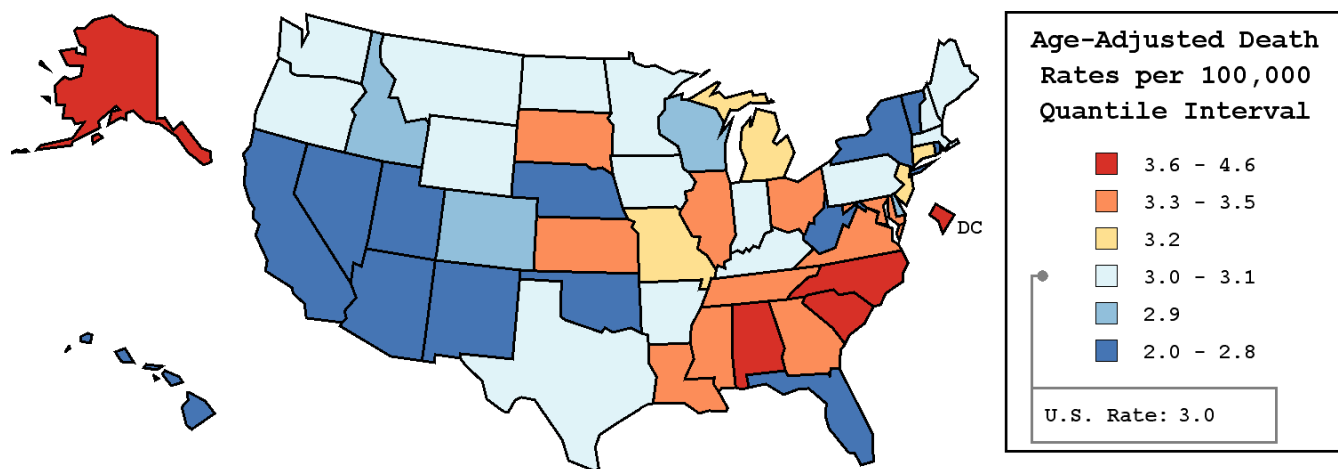 Age-Adjusted Death
Rates per 100,000
Quantile Interval
3.6 - 4.6
3.3 - 3.5
3.2
3.0 - 3.1
2.9
2.0 - 2.8
U.S. Rate: 3.0
DC